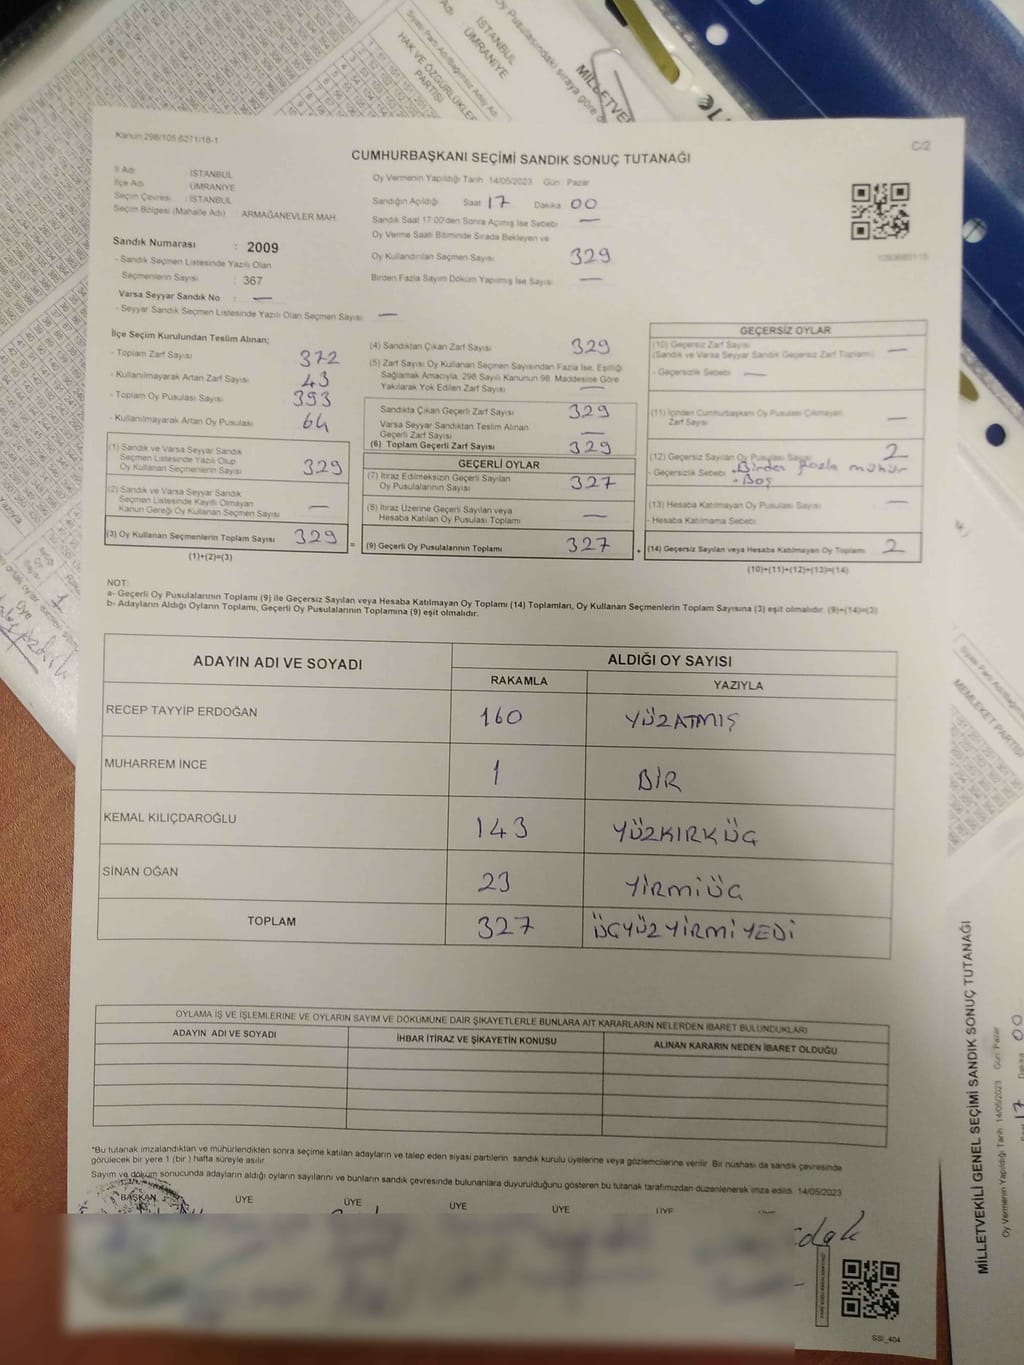 Kanun:298/105.6271/16-1
C/2
CUMHURBAŞKANI SEÇİMİ SANDIK SONUÇ TUTANAĞI
İl Adı : İSTANBUL
İlçe Adı : ÜMRANİYE
Seçim Çevresi : İSTANBUL
Seçim Bölgesi (Mahalle Adı) ARMAĞANEVLER MAH.
Sandık Numarası : 2009
- Sandık Seçmen Listesinde Yazılı Olan
Seçmenlerin Sayısı : 367
Varsa Seyyar Sandık No : —
- Seyyar Sandık Seçmen Listesinde Yazılı Olan Seçmen Sayısı —
Oy Vermenin Yapıldığı Tarih 14/05/2023 Gün Pazar
Sandığın Açıldığı Saat 17 Dakika 00
Sandık Saat 17:00'den Sonra Açılmış İse Sebebi —
Oy Verme Saati Bitiminde Sırada Bekleyen ve
Oy Kullandırılan Seçmen Sayısı 329
Birden Fazla Sayım Döküm Yapılmış İse Sayısı —
İlçe Seçim Kurulundan Teslim Alınan;
- Toplam Zarf Sayısı 372
- Kullanılmayarak Artan Zarf Sayısı 43
- Toplam Oy Pusulası Sayısı 393
- Kullanılmayarak Artan Oy Pusulası 64
(1) Sandık ve Varsa Seyyar Sandık
Seçmen Listesinde Yazılı Olup
Oy Kullanan Seçmenlerin Sayısı 329
(2) Sandık ve Varsa Seyyar Sandık
Seçmen Listesinde Kayıtlı Olmayan
Kanun Gereği Oy Kullanan Seçmen Sayısı —
(3) Oy Kullanan Seçmenlerin Toplam Sayısı 329 =
(1)+(2)=(3)
(4) Sandıktan Çıkan Zarf Sayısı 329
(5) Zarf Sayısı Oy Kullanan Seçmen Sayısından Fazla İse, Eşitliği
Sağlamak Amacıyla, 298 Sayılı Kanunun 98. Maddesine Göre
Yakılarak Yok Edilen Zarf Sayısı —
Sandıkta Çıkan Geçerli Zarf Sayısı 329
Varsa Seyyar Sandıktan Teslim Alınan
Geçerli Zarf Sayısı —
(6) Toplam Geçerli Zarf Sayısı 329
GEÇERLİ OYLAR
(7) İtiraz Edilmeksizin Geçerli Sayılan
Oy Pusulalarının Sayısı 327
(8) İtiraz Üzerine Geçerli Sayılan veya
Hesaba Katılan Oy Pusulası Toplamı —
(9) Geçerli Oy Pusulalarının Toplamı 327 +
GEÇERSİZ OYLAR
(10) Geçersiz Zarf Sayısı
(Sandık ve Varsa Seyyar Sandık Geçersiz Zarf Toplamı) —
- Geçersizlik Sebebi —
(11) İçinden Cumhurbaşkanı Oy Pusulası Çıkmayan
Zarf Sayısı —
(12) Geçersiz Sayılan Oy Pusulası Sayısı 2
- Geçersizlik Sebebi • Birden fazla mühür
• Boş
(13) Hesaba Katılmayan Oy Pusulası Sayısı —
- Hesaba Katılmama Sebebi
(14) Geçersiz Sayılan veya Hesaba Katılmayan Oy Toplamı 2
(10)+(11)+(12)+(13)=(14)
NOT:
a- Geçerli Oy Pusulalarının Toplamı (9) ile Geçersiz Sayılan veya Hesaba Katılmayan Oy Toplamı (14) Toplamları, Oy Kullanan Seçmenlerin Toplam Sayısına (3) eşit olmalıdır. (9)+(14)=(3)
b- Adayların Aldığı Oyların Toplamı, Geçerli Oy Pusulalarının Toplamına (9) eşit olmalıdır.
ADAYIN ADI VE SOYADI
ALDIĞI OY SAYISI
RAKAMLA YAZIYLA
RECEP TAYYİP ERDOĞAN 160 YÜZATMIŞ
MUHARREM İNCE 1 BİR
KEMAL KILIÇDAROĞLU 143 YÜZKIRKÜÇ
SİNAN OĞAN 23 YİRMİÜÇ
TOPLAM 327 ÜÇYÜZYİRMİYEDİ
OYLAMA İŞ VE İŞLEMLERİNE VE OYLARIN SAYIM VE DÖKÜMÜNE DAİR ŞİKAYETLERLE BUNLARA AİT KARARLARIN NELERDEN İBARET BULUNDUKLARI
ADAYIN ADI VE SOYADI İHBAR İTİRAZ VE ŞİKAYETİN KONUSU ALINAN KARARIN NEDEN İBARET OLDUĞU
*Bu tutanak imzalandıktan ve mühürlendikten sonra seçime katılan adayların ve talep eden siyasi partilerin sandık kurulu üyelerine veya gözlemcilerine verilir. Bir nüshası da sandık çevresinde
görülecek bir yere 1 (bir) hafta süreyle asılır
Sayım ve döküm sonucunda adayların aldığı oyların sayılarını ve bunların sandık çevresinde bulunanlara duyurulduğunu gösteren bu tutanak tarafımızdan düzenlenerek imza edildi. 14/05/2023
BAŞKAN ÜYE ÜYE ÜYE ÜYE ÜYE
SSI_404
İSTANBUL
ÜMRANİYE
HAK VE ÖZGÜRLÜKLER
PARTİSİ
Oy Pusulasındaki sıraya göre
MİLLETVE
üye
MEMLEKET PARTİSİ
MİLLETVEKİLİ GENEL SEÇİMİ SANDIK SONUÇ TUTANAĞI
Oy Vermenin Yapıldığı Tarih 14/05/2023 Gün Pazar
17 Dakika 00